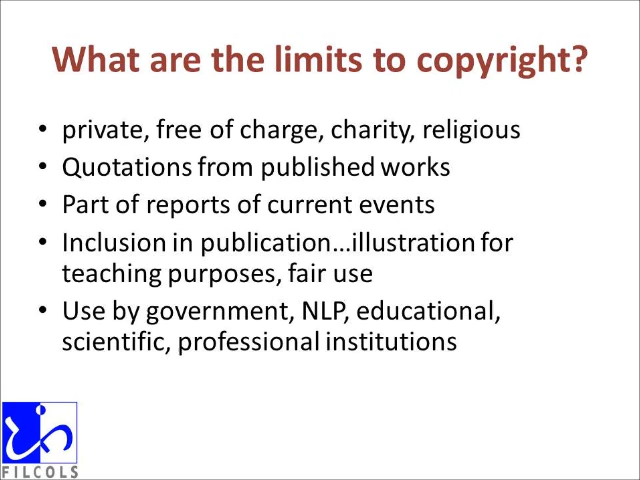 What are the limits to copyright?
• private, free of charge, charity, religious
• Quotations from published works
• Part of reports of current events
• Inclusion in publication…illustration for
teaching purposes, fair use
• Use by government, NLP, educational,
scientific, professional institutions
FILCOLS